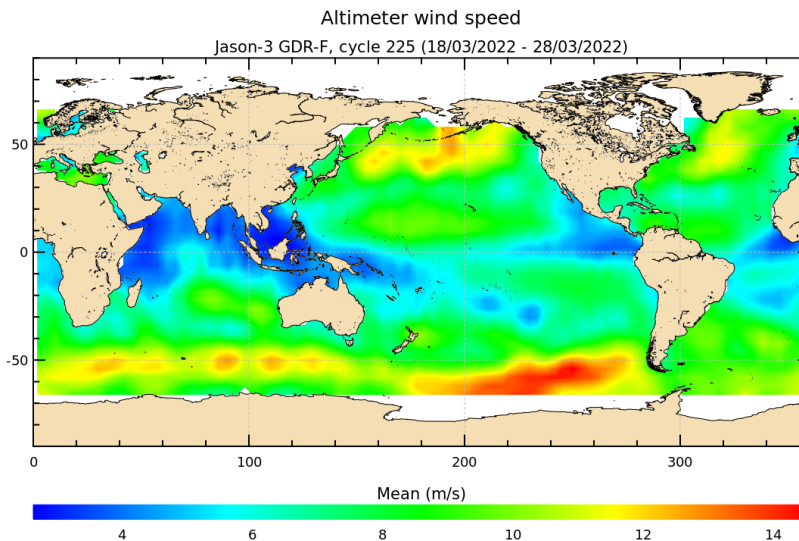 Altimeter wind speed
Jason-3 GDR-F, cycle 225 (18/03/2022 - 28/03/2022)
50
0
-50
0 100 200 300
Mean (m/s)
4 6 8 10 12 14